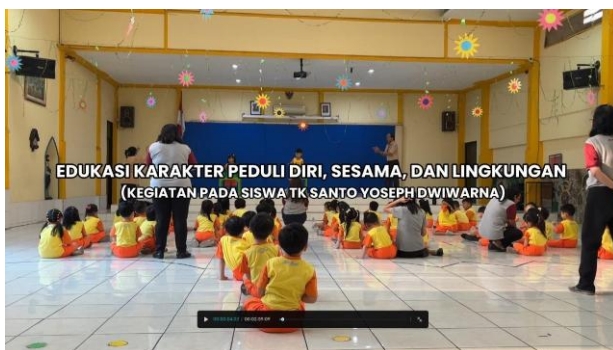 EDUKASI KARAKTER PEDULI DIRI, SESAMA, DAN LINGKUNGAN
(KEGIATAN PADA SISWA TK SANTO YOSEPH DWIWARNA)